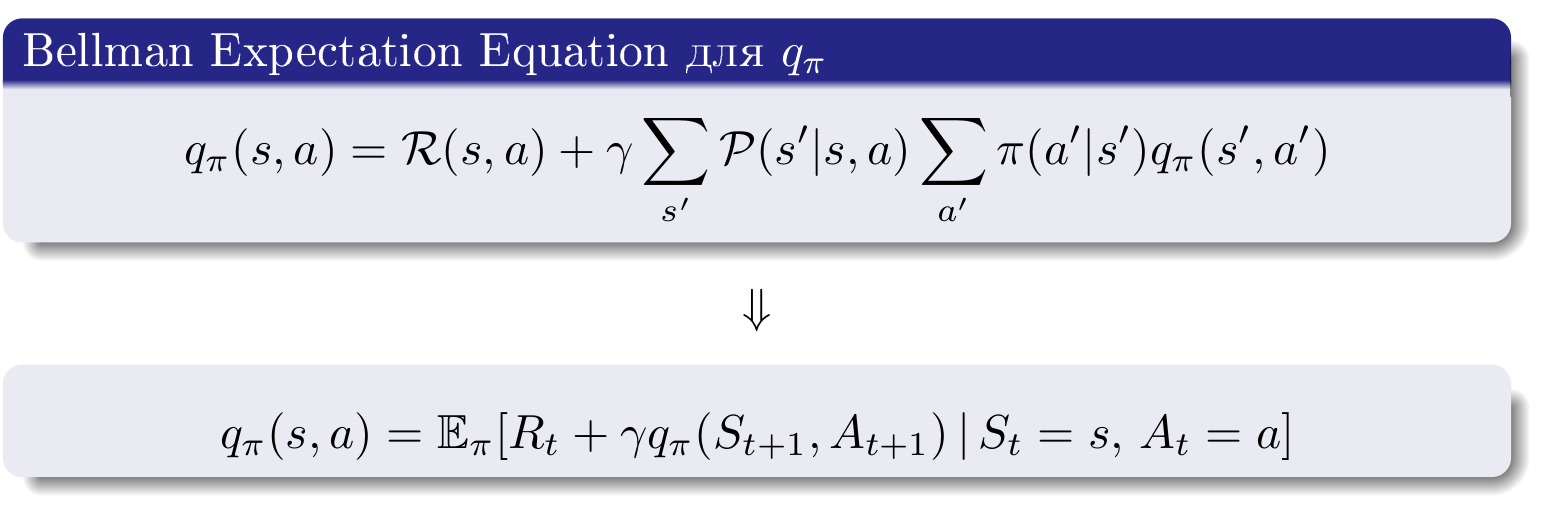 Bellman Expectation Equation для q_π
q_π(s, a) = ℛ(s, a) + γ ∑_{s′} 𝒫(s′|s, a) ∑_{a′} π(a′|s′)q_π(s′, a′)
⇓
q_π(s, a) = 𝔼_π[R_t + γq_π(S_{t+1}, A_{t+1}) | S_t = s, A_t = a]